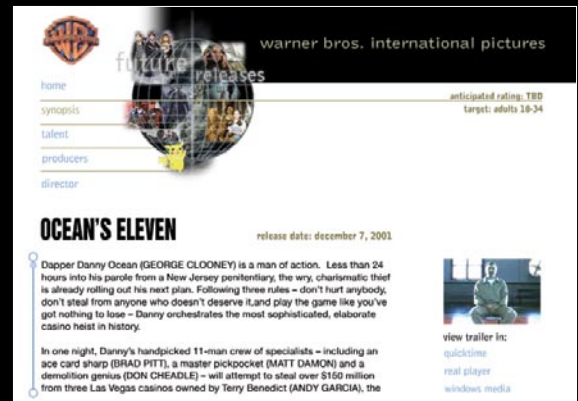 WB
warner bros. international pictures
future
releases
home
synopsis
talent
producers
director
anticipated rating: TBD
target: adults 18-34
OCEAN'S ELEVEN
release date: december 7, 2001
Dapper Danny Ocean (GEORGE CLOONEY) is a man of action. Less than 24
hours into his parole from a New Jersey penitentiary, the wry, charismatic thief
is already rolling out his next plan. Following three rules – don't hurt anybody,
don't steal from anyone who doesn't deserve it,and play the game like you've
got nothing to lose – Danny orchestrates the most sophisticated, elaborate
casino heist in history.
In one night, Danny's handpicked 11-man crew of specialists – including an
ace card sharp (BRAD PITT), a master pickpocket (MATT DAMON) and a
demolition genius (DON CHEADLE) – will attempt to steal over $150 million
from three Las Vegas casinos owned by Terry Benedict (ANDY GARCIA), the
view trailer in:
quicktime
real player
windows media